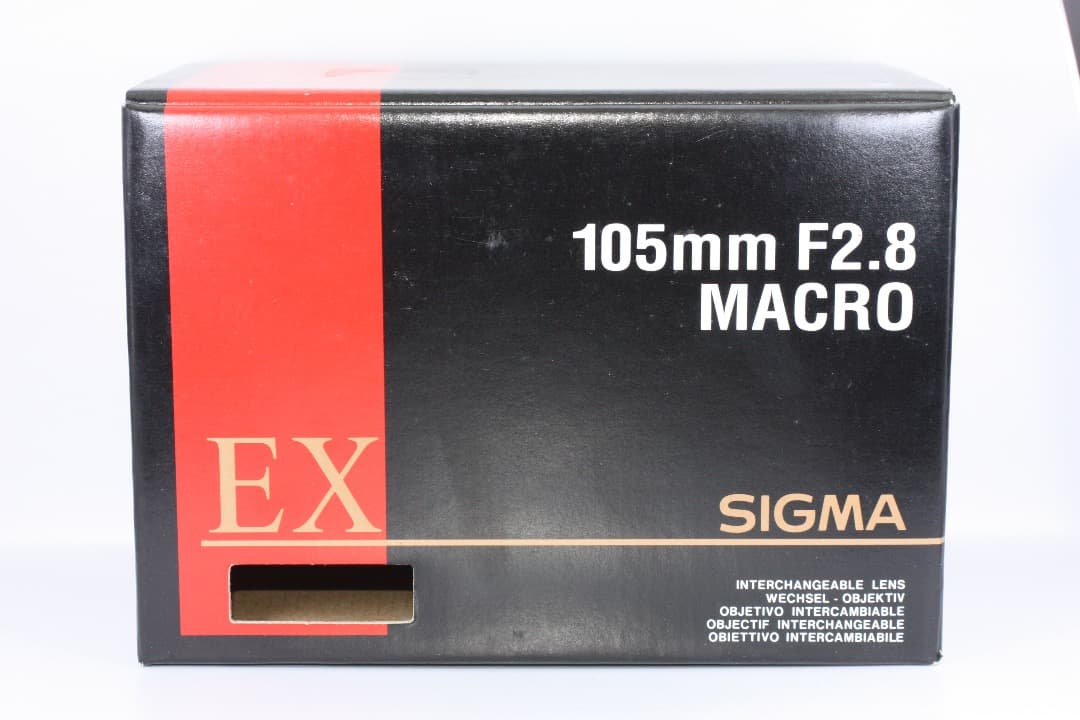 105mm F2.8
MACRO
EX
SIGMA
INTERCHANGEABLE LENS
WECHSEL - OBJEKTIV
OBJETIVO INTERCAMBIABLE
OBJECTIF INTERCHANGEABLE
OBIETTIVO INTERCAMBIABILE